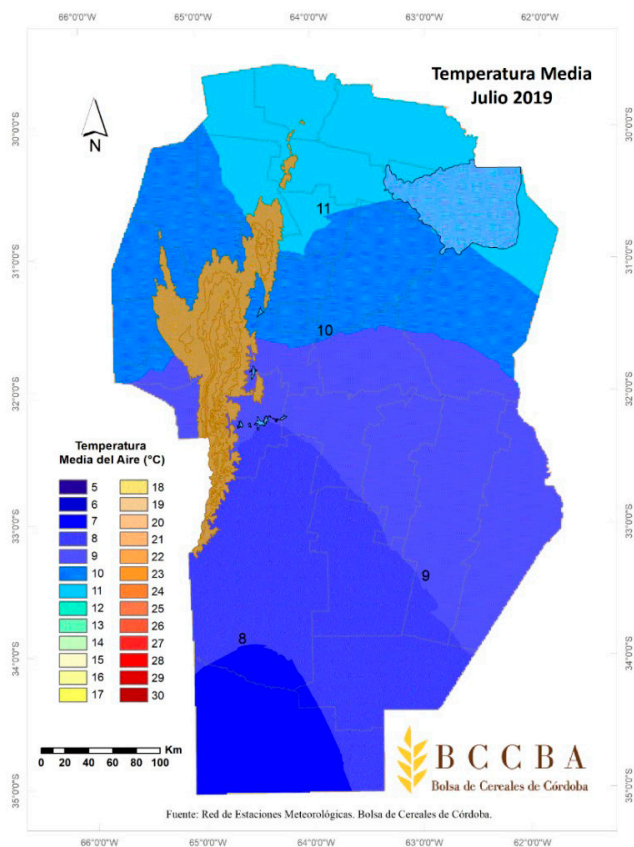 66°0'0"O 65°0'0"O 64°0'0"O 63°0'0"O 62°0'0"O
Temperatura Media
Julio 2019
N
30°0'0"S 30°0'0"S
11
31°0'0"S 31°0'0"S
10
32°0'0"S 32°0'0"S
Temperatura
Media del Aire (°C)
5 18
6 19
7 20
8 21
9 22
10 23
11 24
12 25
13 26
14 27
15 28
16 29
17 30
33°0'0"S 33°0'0"S
9
8
34°0'0"S 34°0'0"S
Km
0 20 40 60 80 100
BCCBA
Bolsa de Cereales de Córdoba
35°0'0"S 35°0'0"S
Fuente: Red de Estaciones Meteorológicas. Bolsa de Cereales de Córdoba.
66°0'0"O 65°0'0"O 64°0'0"O 63°0'0"O 62°0'0"O